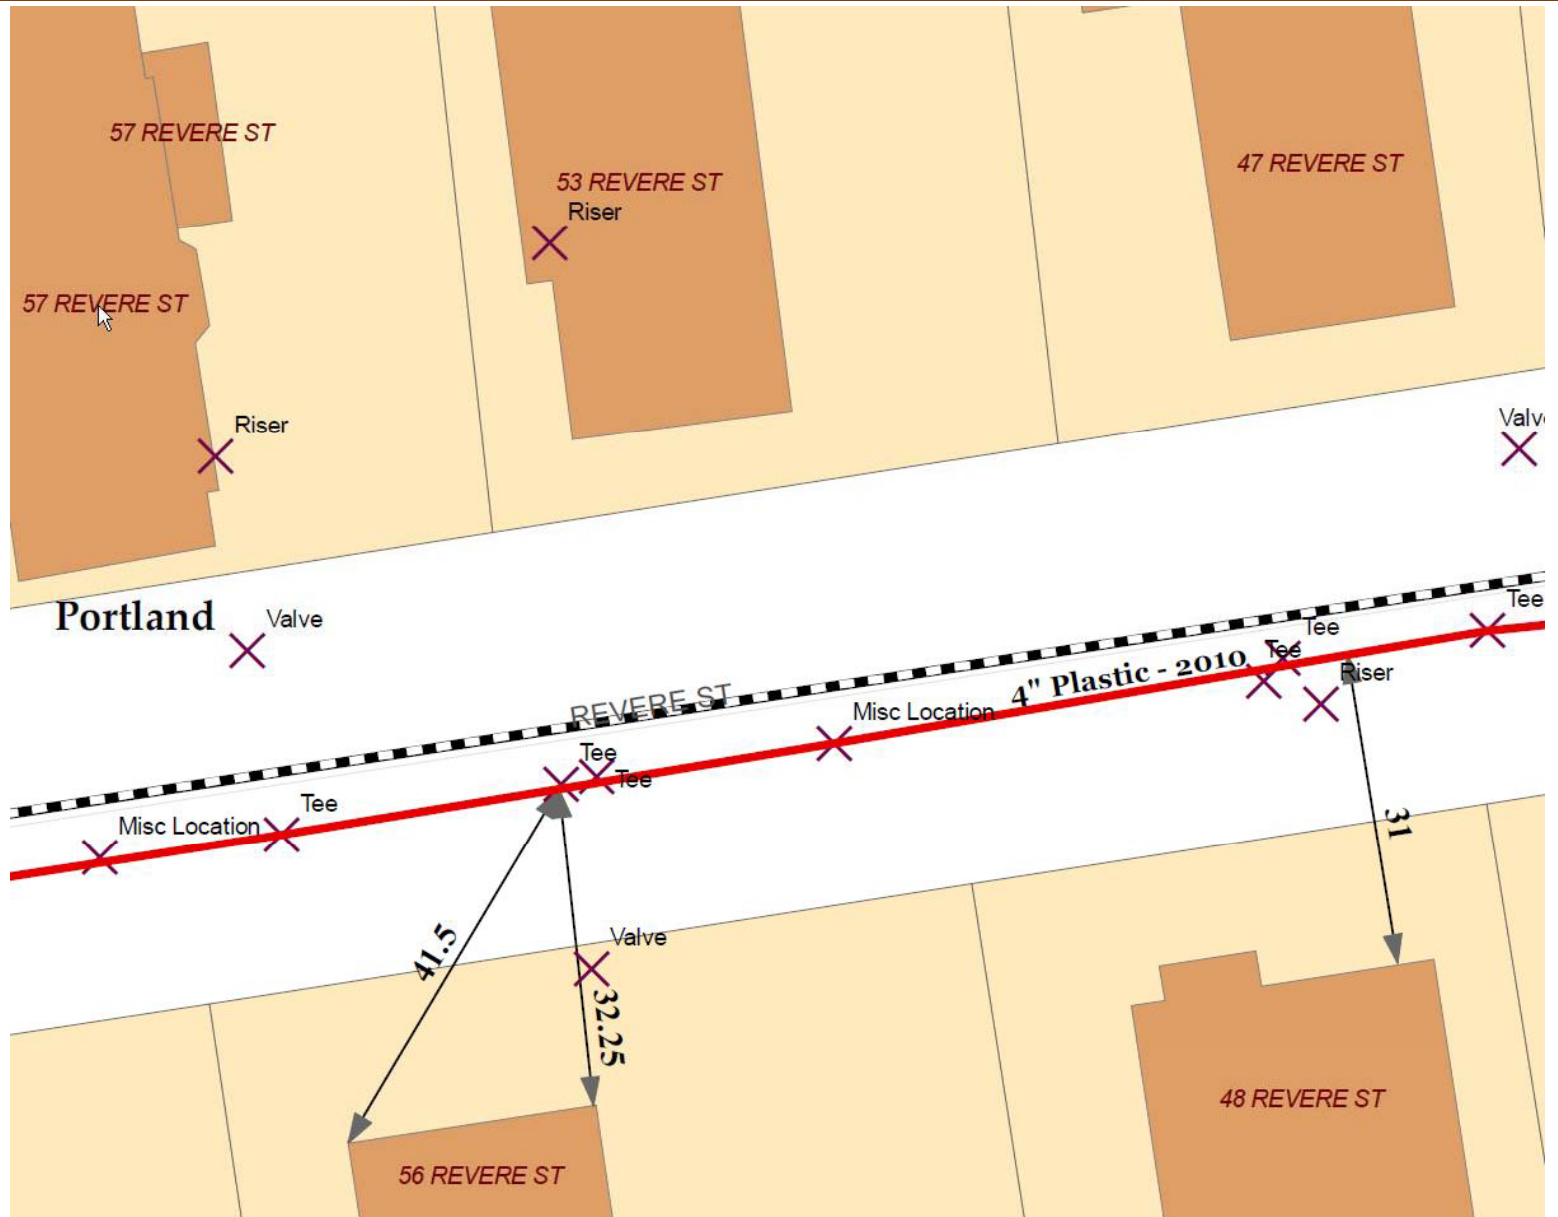 57 REVERE ST
53 REVERE ST
47 REVERE ST
Riser
57 REVERE ST
Riser
Valv
Portland
Valve
Tee
Tee
Tee
4" Plastic - 2010
Riser
REVERE ST
Misc Location
Tee
Tee
Tee
Misc Location
31
41.5
Valve
32.25
48 REVERE ST
56 REVERE ST